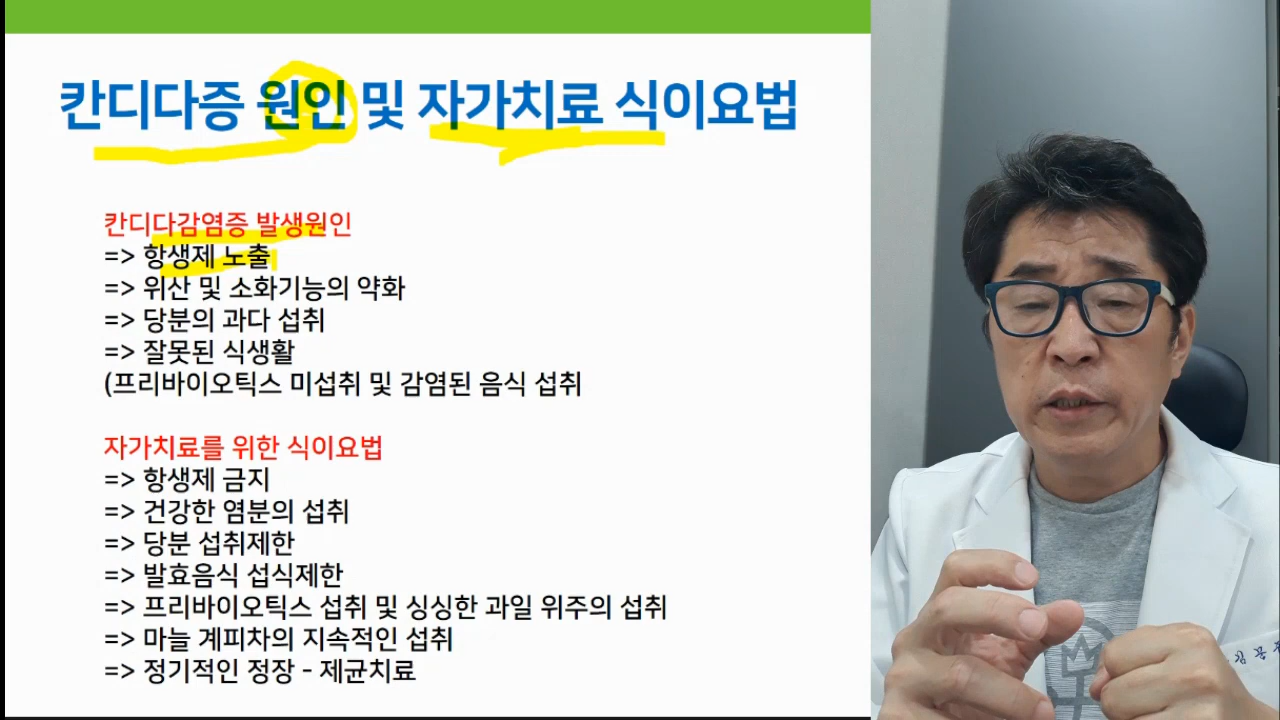 칸디다증 원인 및 자가치료 식이요법
칸디다감염증 발생원인
=> 항생제 노출
=> 위산 및 소화기능의 약화
=> 당분의 과다 섭취
=> 잘못된 식생활
(프리바이오틱스 미섭취 및 감염된 음식 섭취
자가치료를 위한 식이요법
=> 항생제 금지
=> 건강한 염분의 섭취
=> 당분 섭취제한
=> 발효음식 섭식제한
=> 프리바이오틱스 섭취 및 싱싱한 과일 위주의 섭취
=> 마늘 계피차의 지속적인 섭취
=> 정기적인 정장 - 제균치료